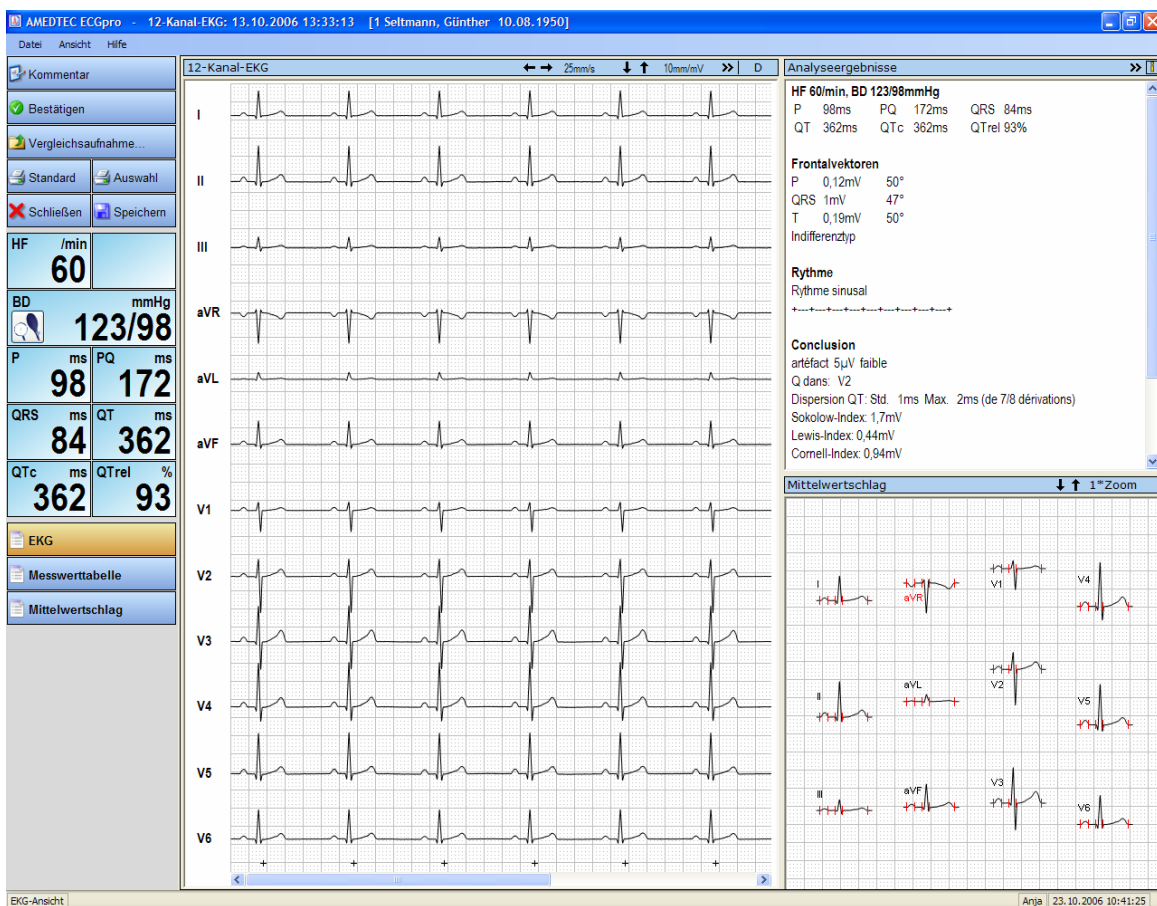 AMEDTEC ECGpro - 12-Kanal-EKG: 13.10.2006 13:33:13 [1 Seltmann, Günther 10.08.1950]
Datei Ansicht Hilfe
Kommentar
Bestätigen
Vergleichsaufnahme...
Standard Auswahl
Schließen Speichern
HF /min
60
BD mmHg
123/98
P ms PQ ms
98 172
QRS ms QT ms
84 362
QTc ms QTrel %
362 93
EKG
Messwerttabelle
Mittelwertschlag
12-Kanal-EKG 25mm/s 10mm/mV >> D
I
II
III
aVR
aVL
aVF
V1
V2
V3
V4
V5
V6
Analyseergebnisse >>
HF 60/min, BD 123/98mmHg
P 98ms PQ 172ms QRS 84ms
QT 362ms QTc 362ms QTrel 93%
Frontalvektoren
P 0,12mV 50°
QRS 1mV 47°
T 0,19mV 50°
Indifferenztyp
Rythme
Rythme sinusal
+---+---+---+---+---+---+---+---+---+
Conclusion
artéfact 5µV faible
Q dans: V2
Dispersion QT: Std. 1ms Max. 2ms (de 7/8 dérivations)
Sokolow-Index: 1,7mV
Lewis-Index: 0,44mV
Cornell-Index: 0,94mV
Mittelwertschlag 1*Zoom
I aVR V1 V4
II aVL V2 V5
III aVF V3 V6
EKG-Ansicht Anja 23.10.2006 10:41:25